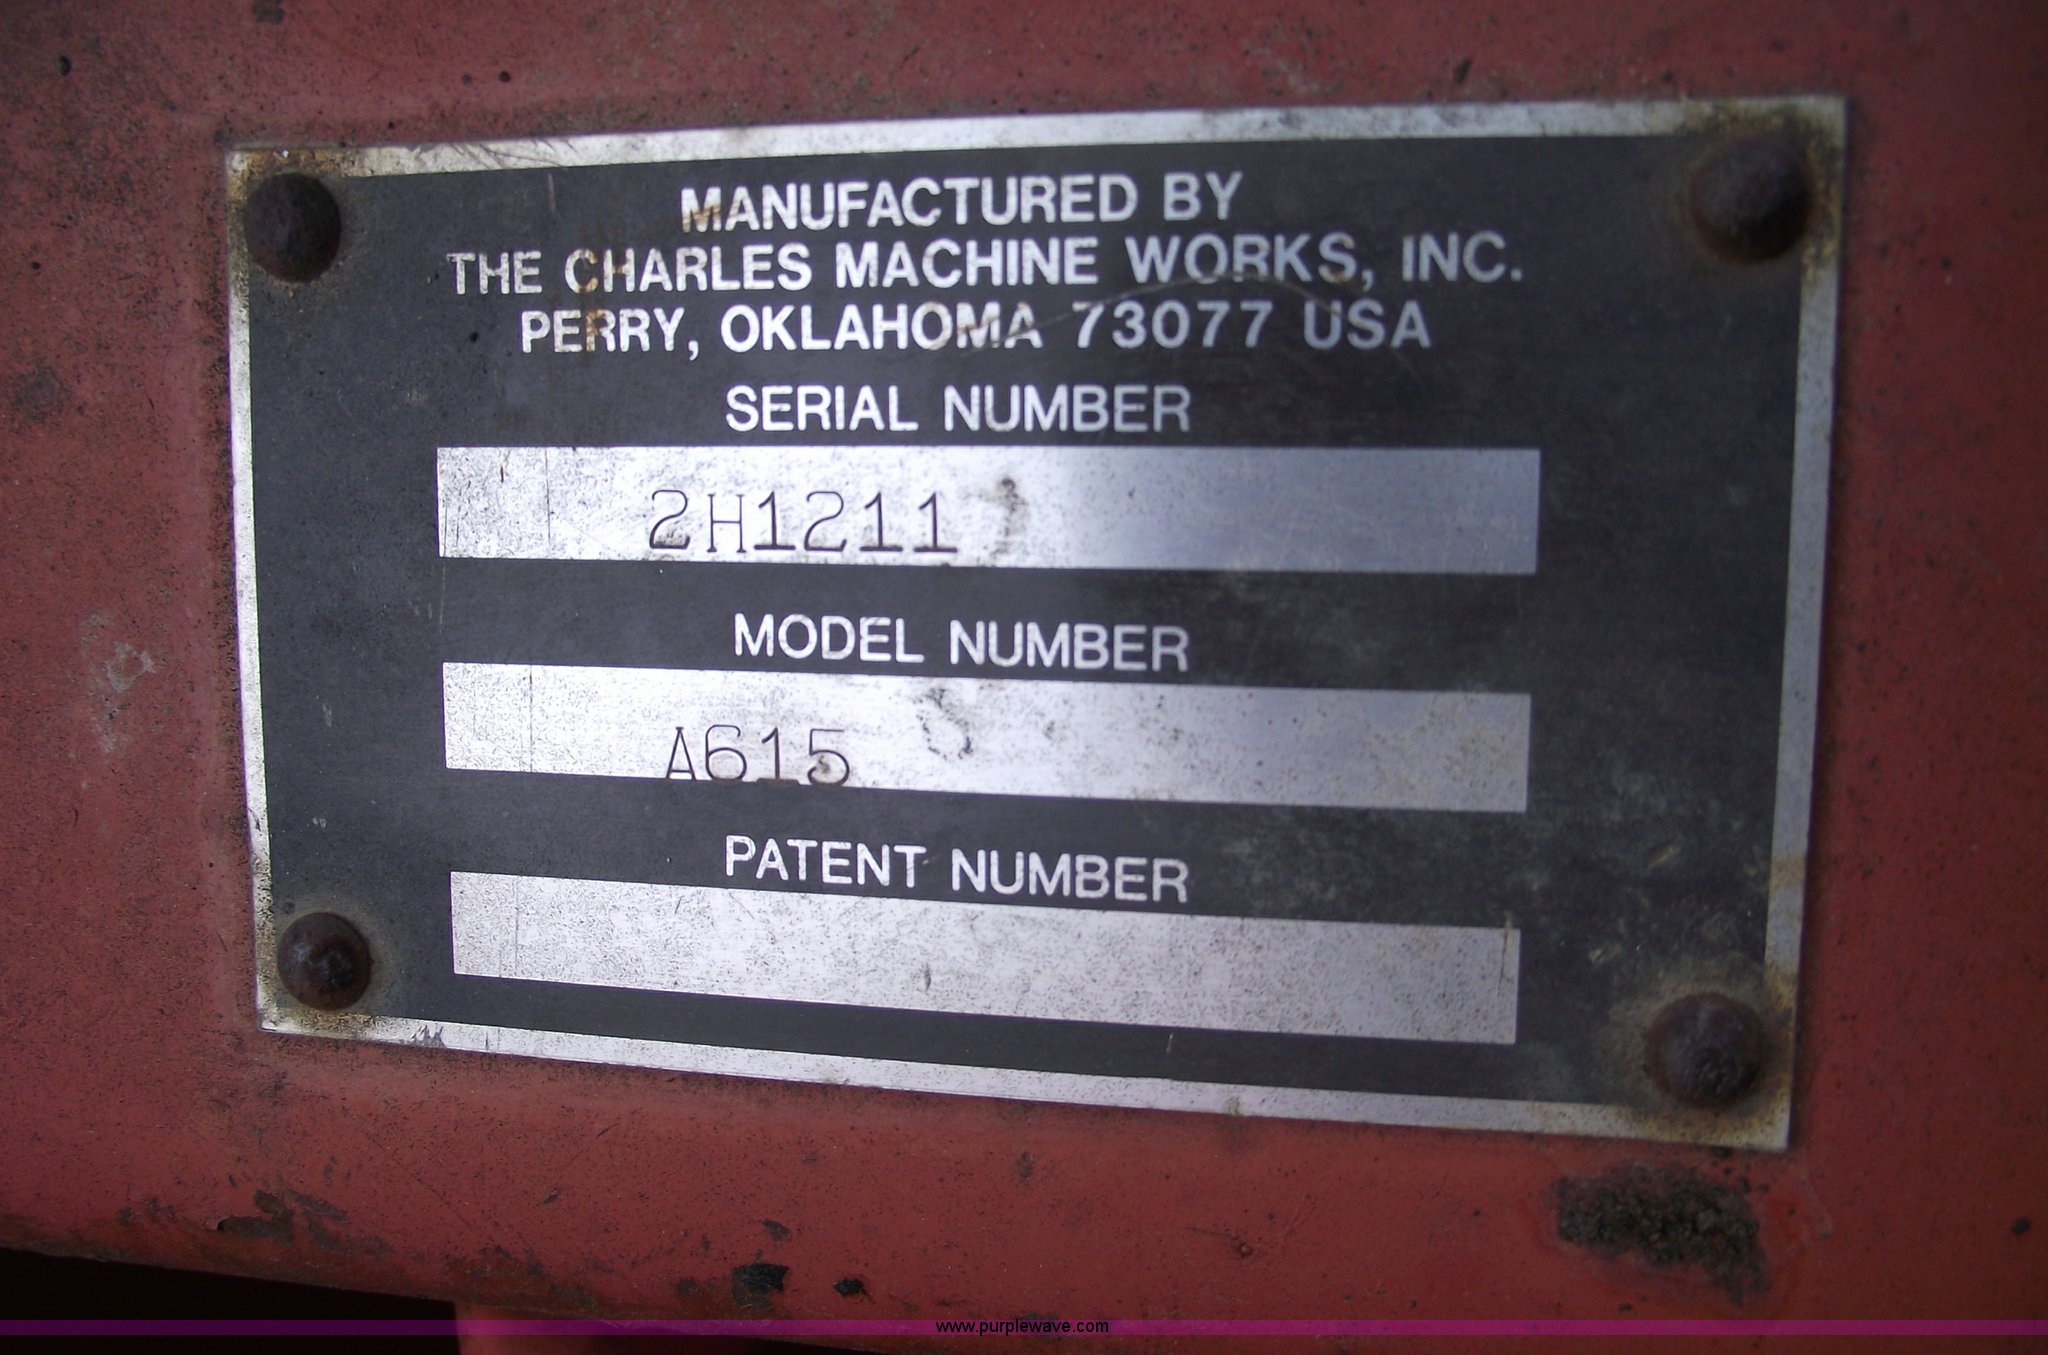 MANUFACTURED BY
THE CHARLES MACHINE WORKS, INC.
PERRY, OKLAHOMA 73077 USA
SERIAL NUMBER
2H1211
MODEL NUMBER
A615
PATENT NUMBER
www.purplewave.com